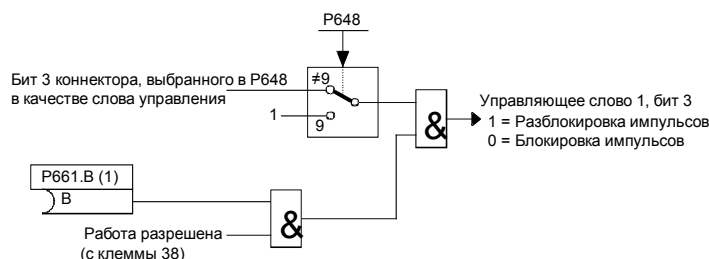 P648
Бит 3 коннектора, выбранного в P648
в качестве слова управления
≠9
1
9
&
Управляющее слово 1, бит 3
1 = Разблокировка импульсов
0 = Блокировка импульсов
P661.B (1)
B
&
Работа разрешена
(с клеммы 38)